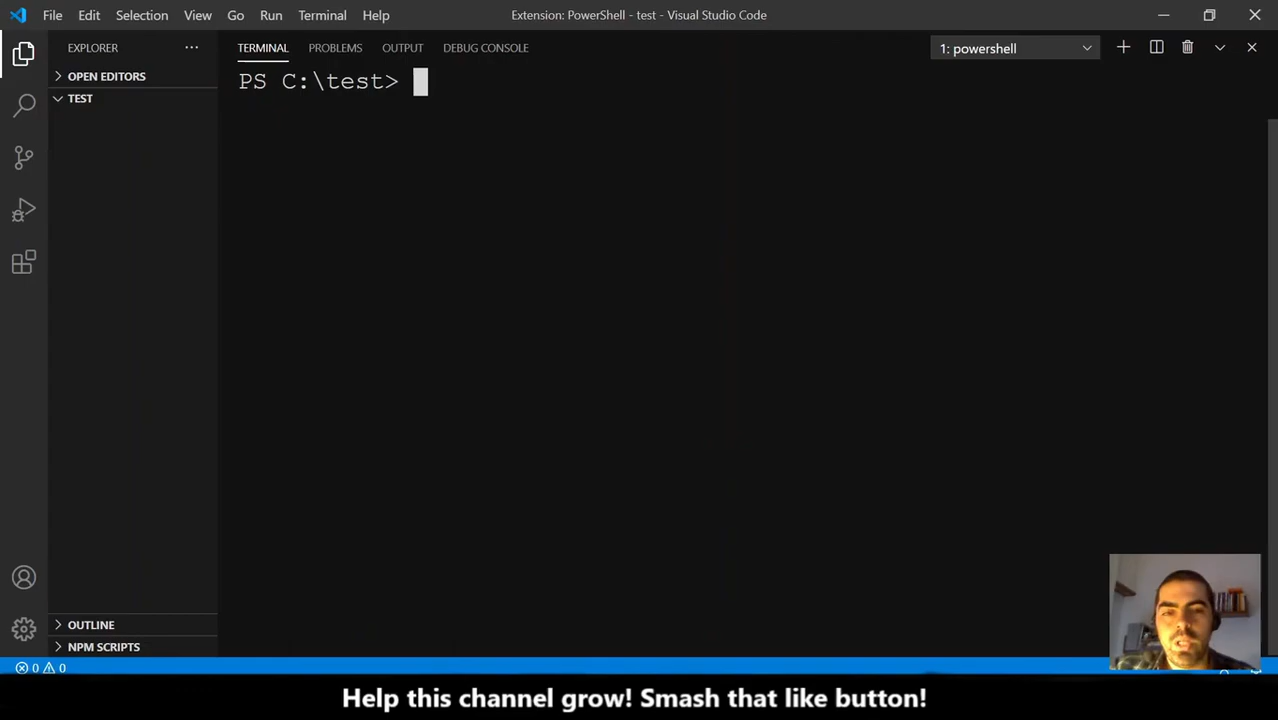 File Edit Selection View Go Run Terminal Help Extension: PowerShell - test - Visual Studio Code
EXPLORER ··· TERMINAL PROBLEMS OUTPUT DEBUG CONSOLE 1: powershell
OPEN EDITORS
PS C:\test>
TEST
OUTLINE
NPM SCRIPTS
0 0
Help this channel grow! Smash that like button!